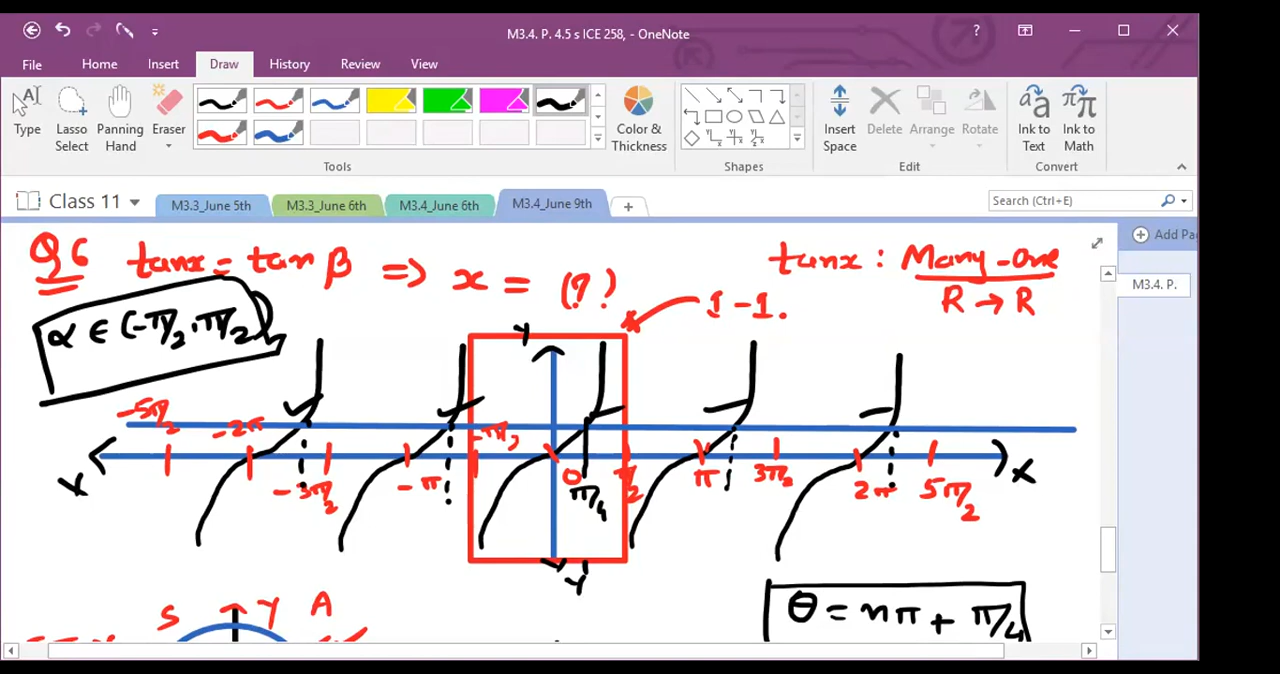 M3.4. P. 4.5 s ICE 258, - OneNote
?
File Home Insert Draw History Review View
Type
Lasso Select
Panning Hand
Eraser
Color & Thickness
Insert Space
Delete
Arrange
Rotate
Ink to Text
Ink to Math
Tools
Shapes
Edit
Convert
Class 11
M3.3_June 5th
M3.3_June 6th
M3.4_June 6th
M3.4_June 9th
+
Search (Ctrl+E)
Add Pa
M3.4. P.
Q6 tanx = tan β => x = (?)
tanx : Many-One
R → R
α ∈ (-π/2, π/2)
1-1.
Y
-5π/2 -2π -3π/2 -π -π/2 0 π/4 π/2 π 3π/2 2π 5π/2
X' X
Y'
θ = nπ + π/4
S Y A